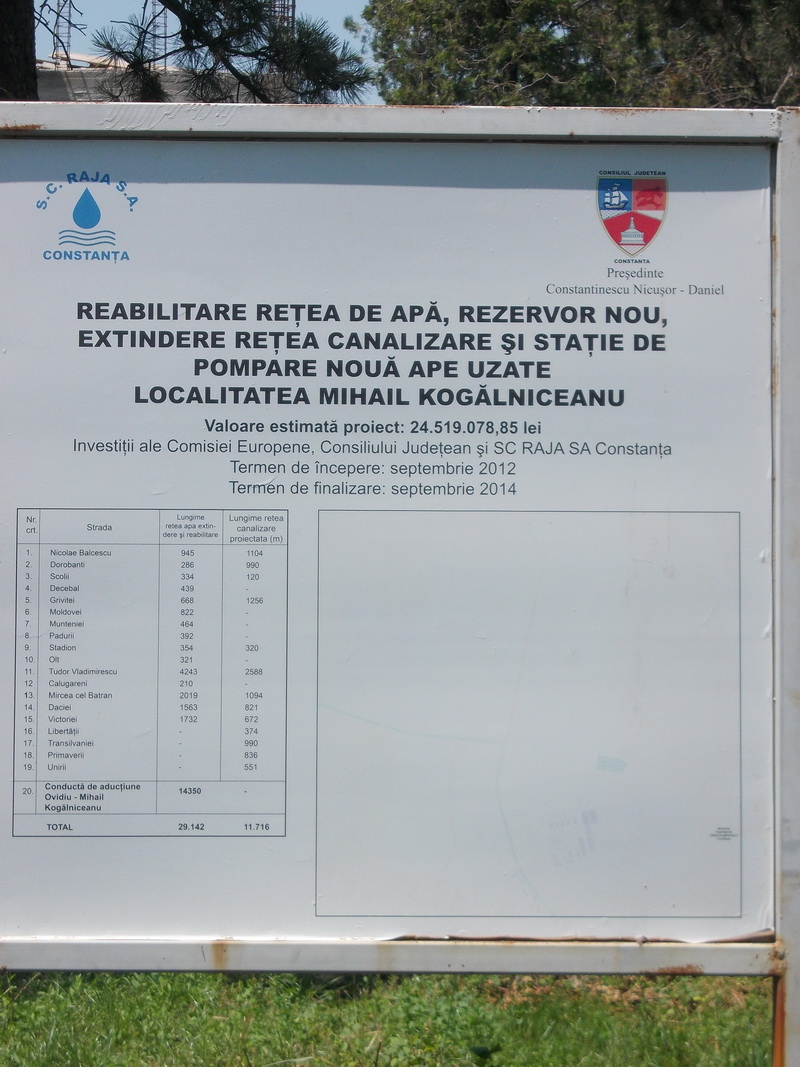 S.C. RAJA S.A.
CONSTANȚA
CONSILIUL JUDEȚEAN
CONSTANTA
Președinte
Constantinescu Nicușor - Daniel
REABILITARE REȚEA DE APĂ, REZERVOR NOU,
EXTINDERE REȚEA CANALIZARE ŞI STAȚIE DE
POMPARE NOUĂ APE UZATE
LOCALITATEA MIHAIL KOGĂLNICEANU
Valoare estimată proiect: 24.519.078,85 lei
Investiții ale Comisiei Europene, Consiliului Județean şi SC RAJA SA Constanța
Termen de începere: septembrie 2012
Termen de finalizare: septembrie 2014
Nr. crt. Strada Lungime retea apa extin- dere şi reabilitare Lungime retea canalizare proiectata (m)
1. Nicolae Balcescu 945 1104
2. Dorobanti 286 990
3. Scolii 334 120
4. Decebal 439 -
5. Grivitei 668 1256
6. Moldovei 822 -
7. Munteniei 464 -
8. Padurii 392 -
9. Stadion 354 320
10. Olt 321 -
11. Tudor Vladimirescu 4243 2588
12 Calugareni 210 -
13. Mircea cel Batran 2019 1094
14. Daciei 1563 821
15. Victoriei 1732 672
16. Libertății - 374
17. Transilvaniei - 990
18. Primaverii - 836
19. Unirii - 551
20. Conductă de aducțiune 14350 -
Ovidiu - Mihail
Kogălniceanu
TOTAL 29.142 11.716